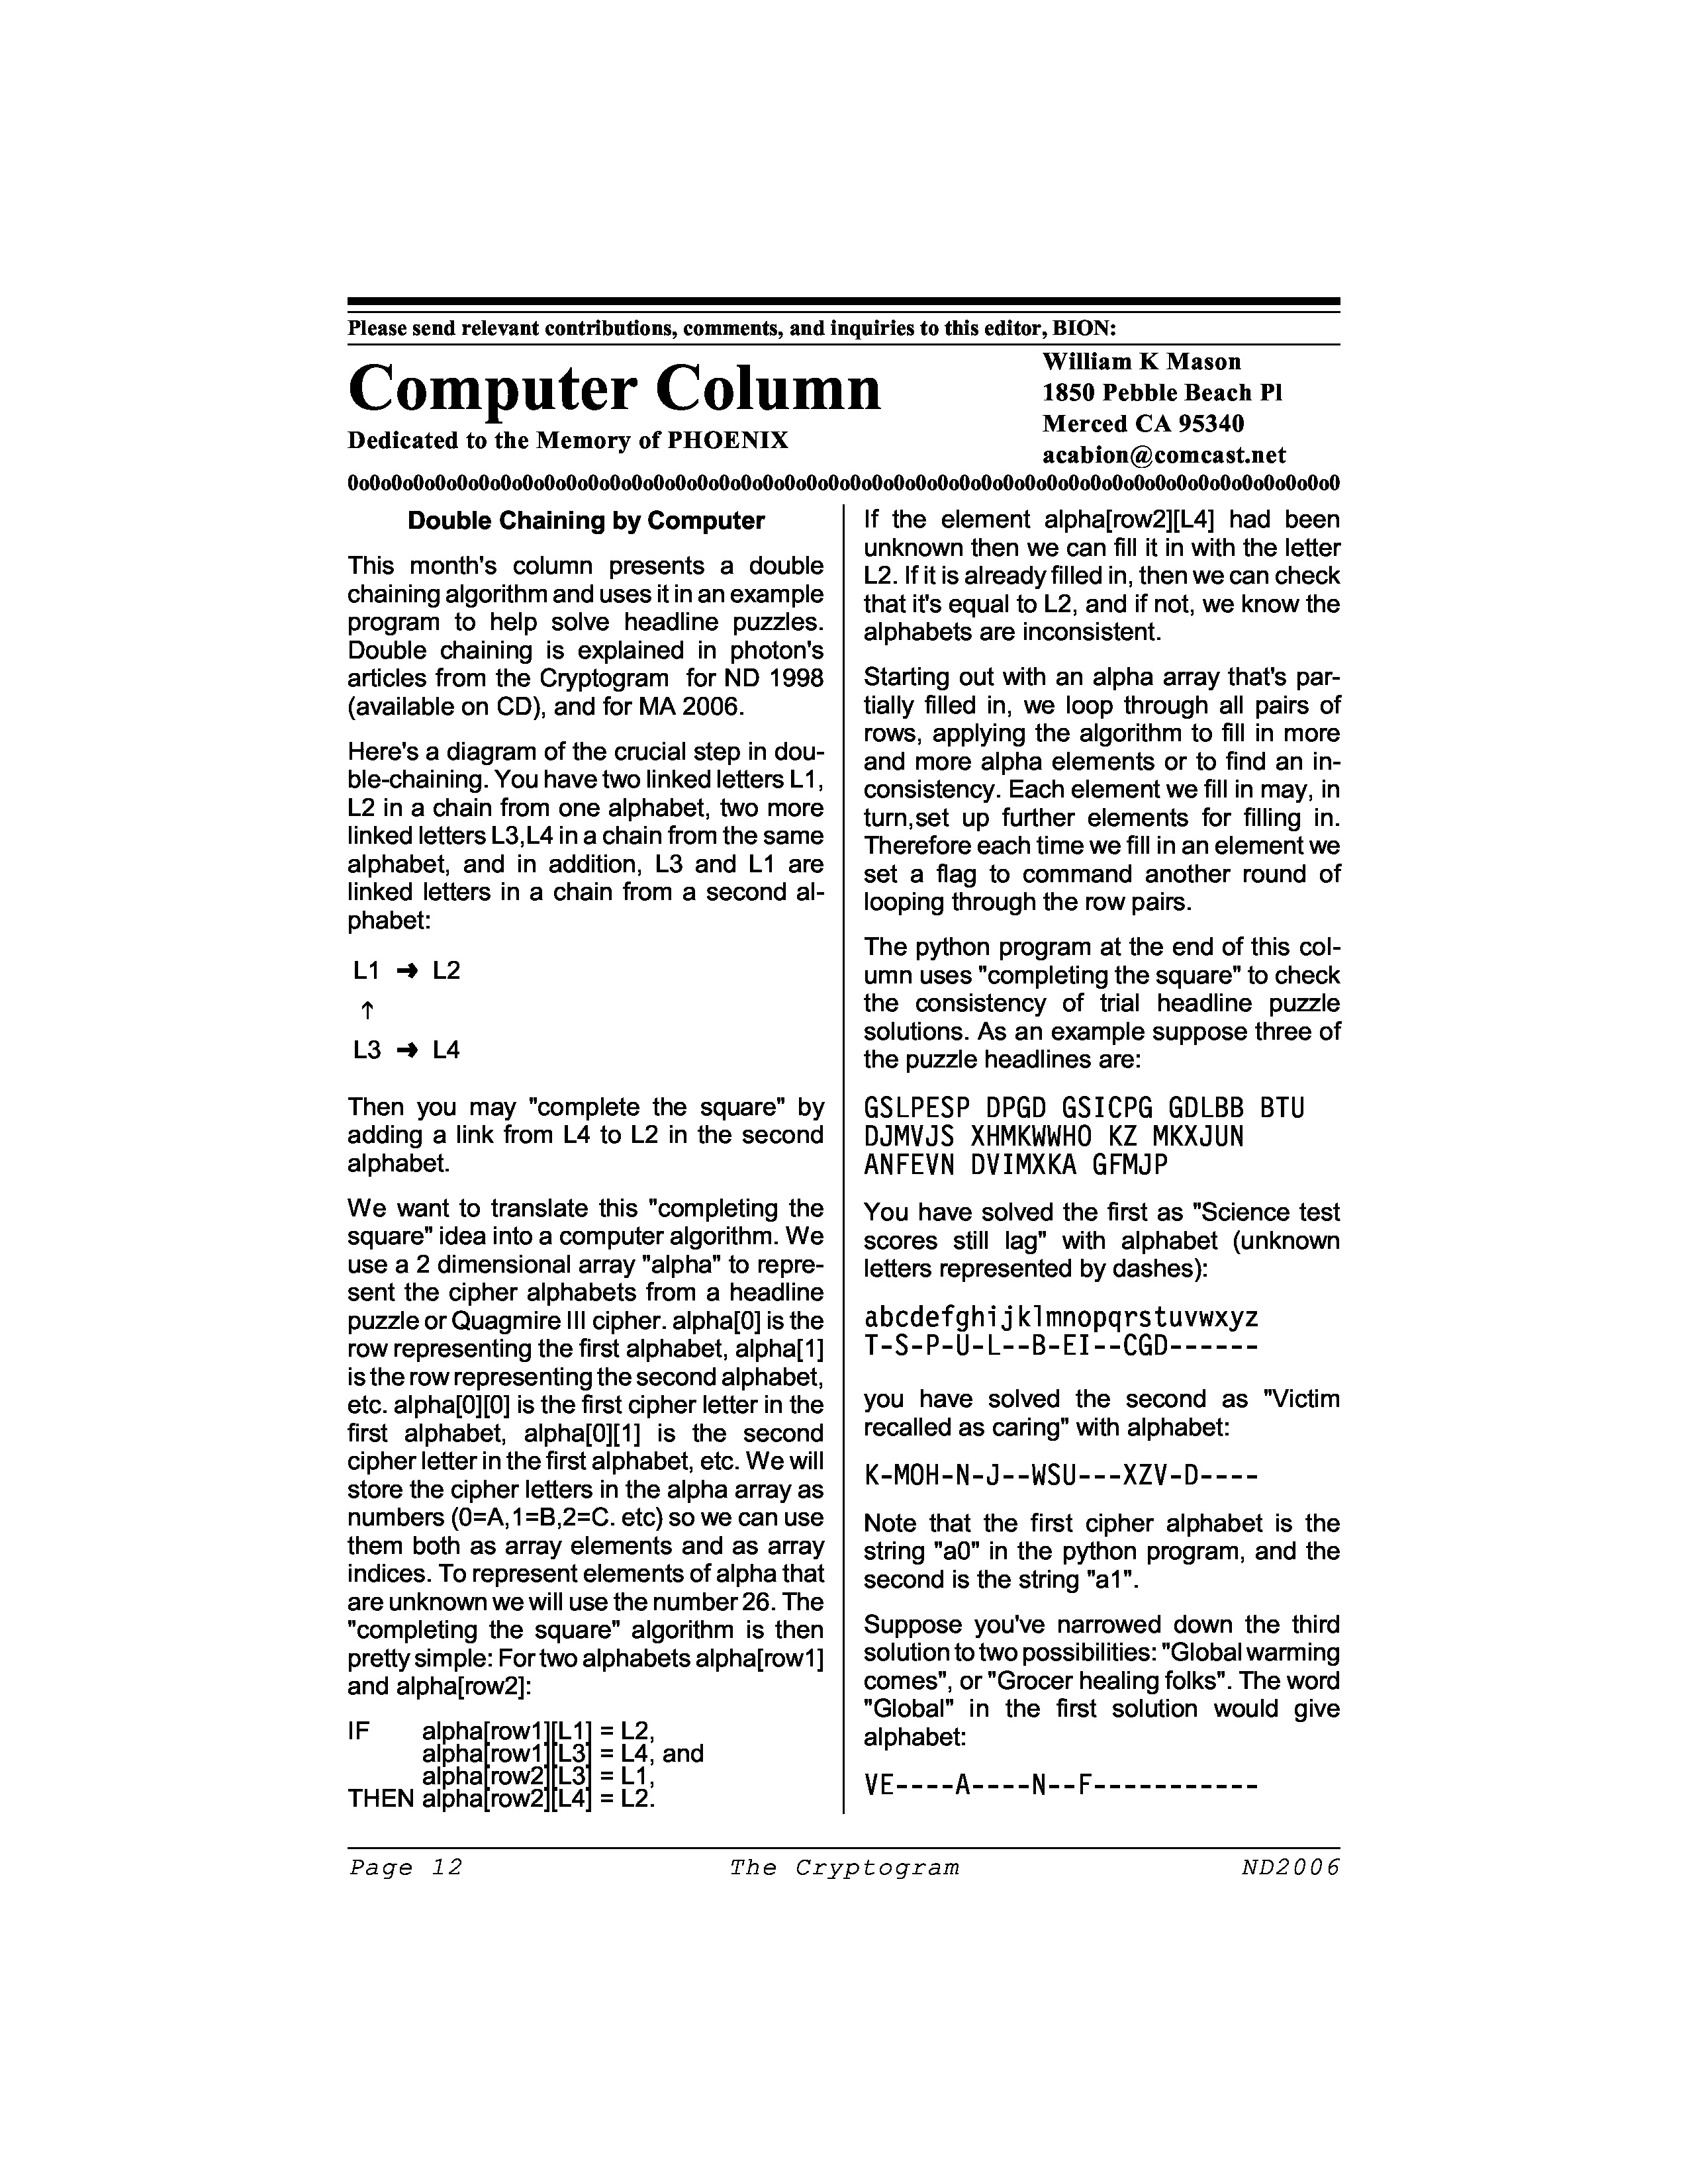 Please send relevant contributions, comments, and inquiries to this editor, BION:
Computer Column
Dedicated to the Memory of PHOENIX
William K Mason
1850 Pebble Beach Pl
Merced CA 95340
acabion@comcast.net
0o0o0o0o0o0o0o0o0o0o0o0o0o0o0o0o0o0o0o0o0o0o0o0o0o0o0o0o0o0o0o0o0o0o0o0o0o0o0o0o0o0o0o0o0o0
Double Chaining by Computer
This month's column presents a double
chaining algorithm and uses it in an example
program to help solve headline puzzles.
Double chaining is explained in photon's
articles from the Cryptogram for ND 1998
(available on CD), and for MA 2006.
Here's a diagram of the crucial step in dou-
ble-chaining. You have two linked letters L1,
L2 in a chain from one alphabet, two more
linked letters L3,L4 in a chain from the same
alphabet, and in addition, L3 and L1 are
linked letters in a chain from a second al-
phabet:
L1 → L2
↑
L3 → L4
Then you may "complete the square" by
adding a link from L4 to L2 in the second
alphabet.
We want to translate this "completing the
square" idea into a computer algorithm. We
use a 2 dimensional array "alpha" to repre-
sent the cipher alphabets from a headline
puzzle or Quagmire III cipher. alpha[0] is the
row representing the first alphabet, alpha[1]
is the row representing the second alphabet,
etc. alpha[0][0] is the first cipher letter in the
first alphabet, alpha[0][1] is the second
cipher letter in the first alphabet, etc. We will
store the cipher letters in the alpha array as
numbers (0=A,1=B,2=C. etc) so we can use
them both as array elements and as array
indices. To represent elements of alpha that
are unknown we will use the number 26. The
"completing the square" algorithm is then
pretty simple: For two alphabets alpha[row1]
and alpha[row2]:
IF alpha[row1][L1] = L2,
alpha[row1][L3] = L4, and
alpha[row2][L3] = L1,
THEN alpha[row2][L4] = L2.
If the element alpha[row2][L4] had been
unknown then we can fill it in with the letter
L2. If it is already filled in, then we can check
that it's equal to L2, and if not, we know the
alphabets are inconsistent.
Starting out with an alpha array that's par-
tially filled in, we loop through all pairs of
rows, applying the algorithm to fill in more
and more alpha elements or to find an in-
consistency. Each element we fill in may, in
turn,set up further elements for filling in.
Therefore each time we fill in an element we
set a flag to command another round of
looping through the row pairs.
The python program at the end of this col-
umn uses "completing the square" to check
the consistency of trial headline puzzle
solutions. As an example suppose three of
the puzzle headlines are:
GSLPESP DPGD GSICPG GDLBB BTU
DJMVJS XHMKWWHO KZ MKXJUN
ANFEVN DVIMXKA GFMJP
You have solved the first as "Science test
scores still lag" with alphabet (unknown
letters represented by dashes):
abcdefghijklmnopqrstuvwxyz
T-S-P-U-L--B-EI--CGD------
you have solved the second as "Victim
recalled as caring" with alphabet:
K-MOH-N-J--WSU---XZV-D----
Note that the first cipher alphabet is the
string "a0" in the python program, and the
second is the string "a1".
Suppose you've narrowed down the third
solution to two possibilities: "Global warming
comes", or "Grocer healing folks". The word
"Global" in the first solution would give
alphabet:
VE----A----N--F-----------
Page 12 The Cryptogram ND2006